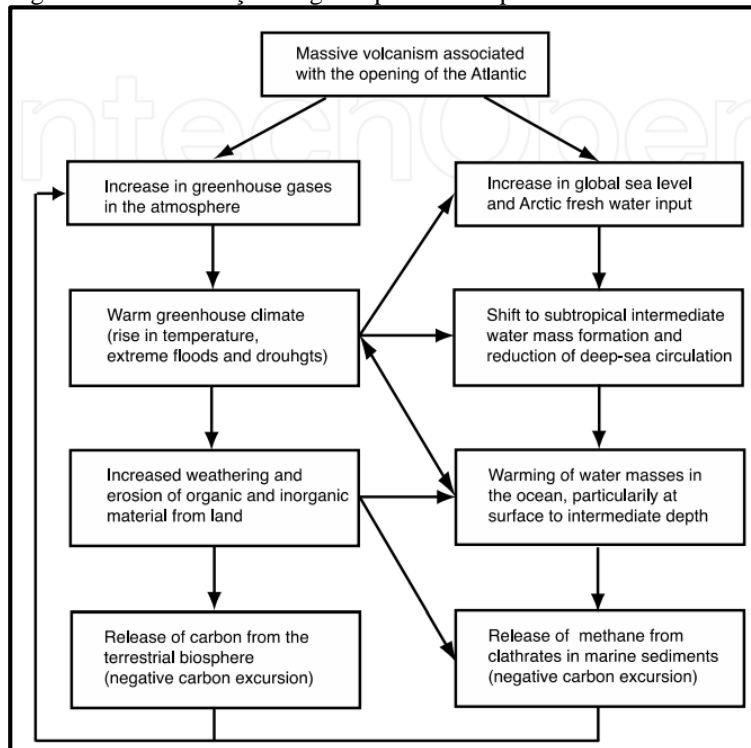 Massive volcanism associated
with the opening of the Atlantic
ntechOpen
Increase in greenhouse gases
in the atmosphere
Increase in global sea level
and Arctic fresh water input
Warm greenhouse climate
(rise in temperature,
extreme floods and drouhgts)
Shift to subtropical intermediate
water mass formation and
reduction of deep-sea circulation
Increased weathering and
erosion of organic and inorganic
material from land
Warming of water masses in
the ocean, particularly at
surface to intermediate depth
Release of carbon from the
terrestrial biosphere
(negative carbon excursion)
Release of methane from
clathrates in marine sediments
(negative carbon excursion)